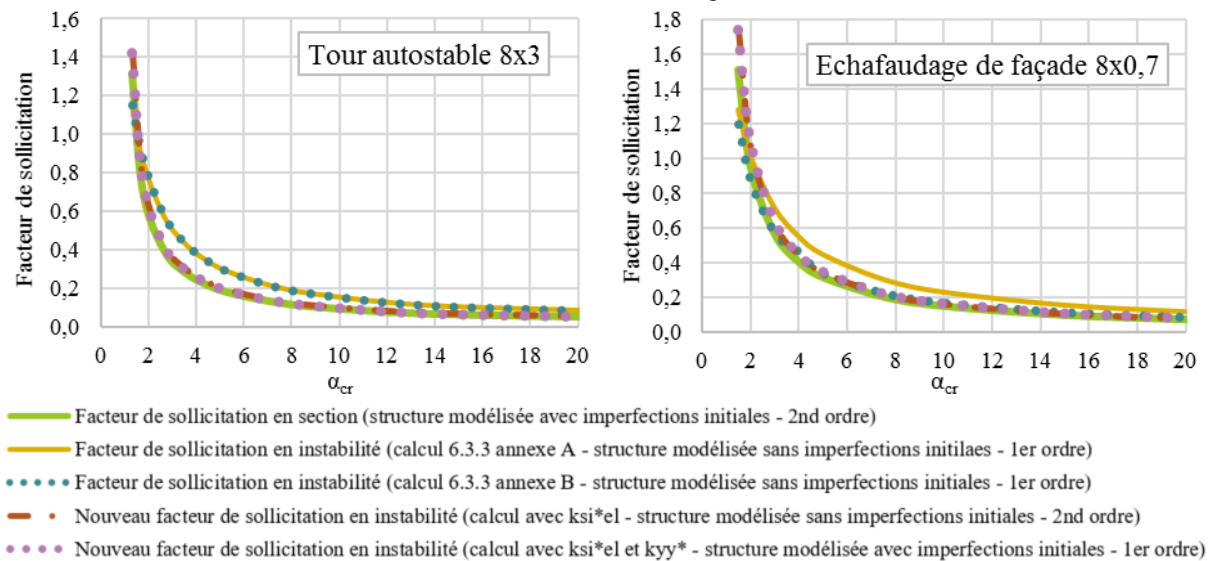 Tour autostable 8x3
Facteur de sollicitation
1,6
1,4
1,2
1,0
0,8
0,6
0,4
0,2
0,0
0 2 4 6 8 10 12 14 16 18 20
αcr
Echafaudage de façade 8x0,7
Facteur de sollicitation
1,8
1,6
1,4
1,2
1,0
0,8
0,6
0,4
0,2
0,0
0 2 4 6 8 10 12 14 16 18 20
αcr
Facteur de sollicitation en section (structure modélisée avec imperfections initiales - 2nd ordre)
Facteur de sollicitation en instabilité (calcul 6.3.3 annexe A - structure modélisée sans imperfections initilaes - 1er ordre)
Facteur de sollicitation en instabilité (calcul 6.3.3 annexe B - structure modélisée sans imperfections initiales - 1er ordre)
Nouveau facteur de sollicitation en instabilité (calcul avec ksi*el - structure modélisée sans imperfections initiales - 2nd ordre)
Nouveau facteur de sollicitation en instabilité (calcul avec ksi*el et kyy* - structure modélisée avec imperfections initiales - 1er ordre)